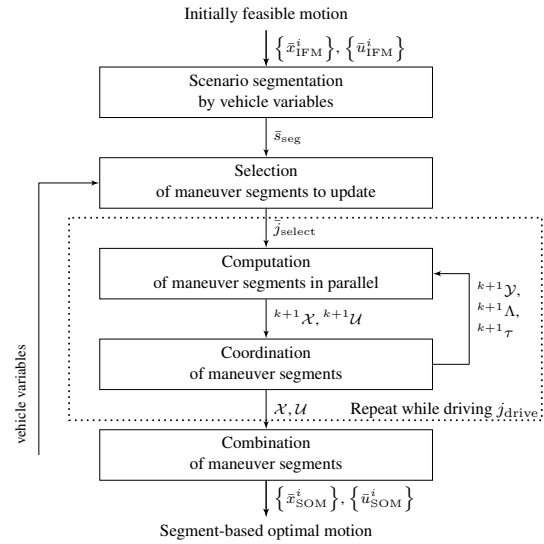 Initially feasible motion
{x̄ⁱ_IFM}, {ūⁱ_IFM}
Scenario segmentation
by vehicle variables
s̄_seg
Selection
of maneuver segments to update
j̄_select
Computation
of maneuver segments in parallel
ᵏ⁺¹𝒳, ᵏ⁺¹𝒰
ᵏ⁺¹𝒴,
ᵏ⁺¹Λ,
ᵏ⁺¹τ
Coordination
of maneuver segments
𝒳, 𝒰
Repeat while driving j_drive
vehicle variables
Combination
of maneuver segments
{x̄ⁱ_SOM}, {ūⁱ_SOM}
Segment-based optimal motion